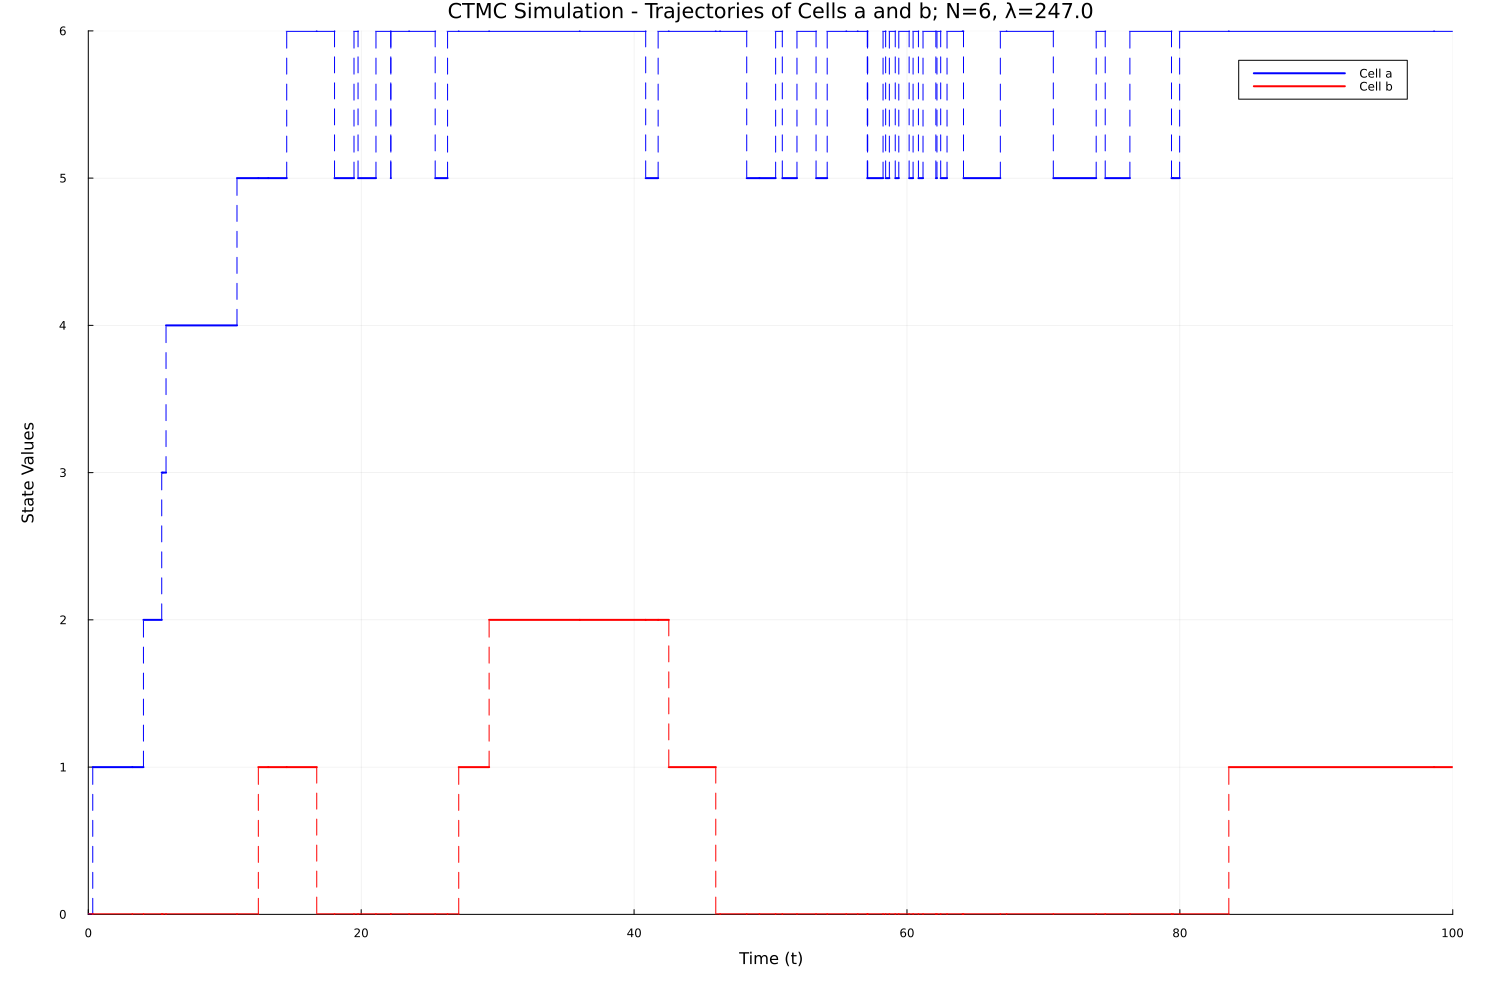 CTMC Simulation - Trajectories of Cells a and b; N=6, λ=247.0
6
Cell a
Cell b
5
4
State Values
3
2
1
0
0 20 40 60 80 100
Time (t)